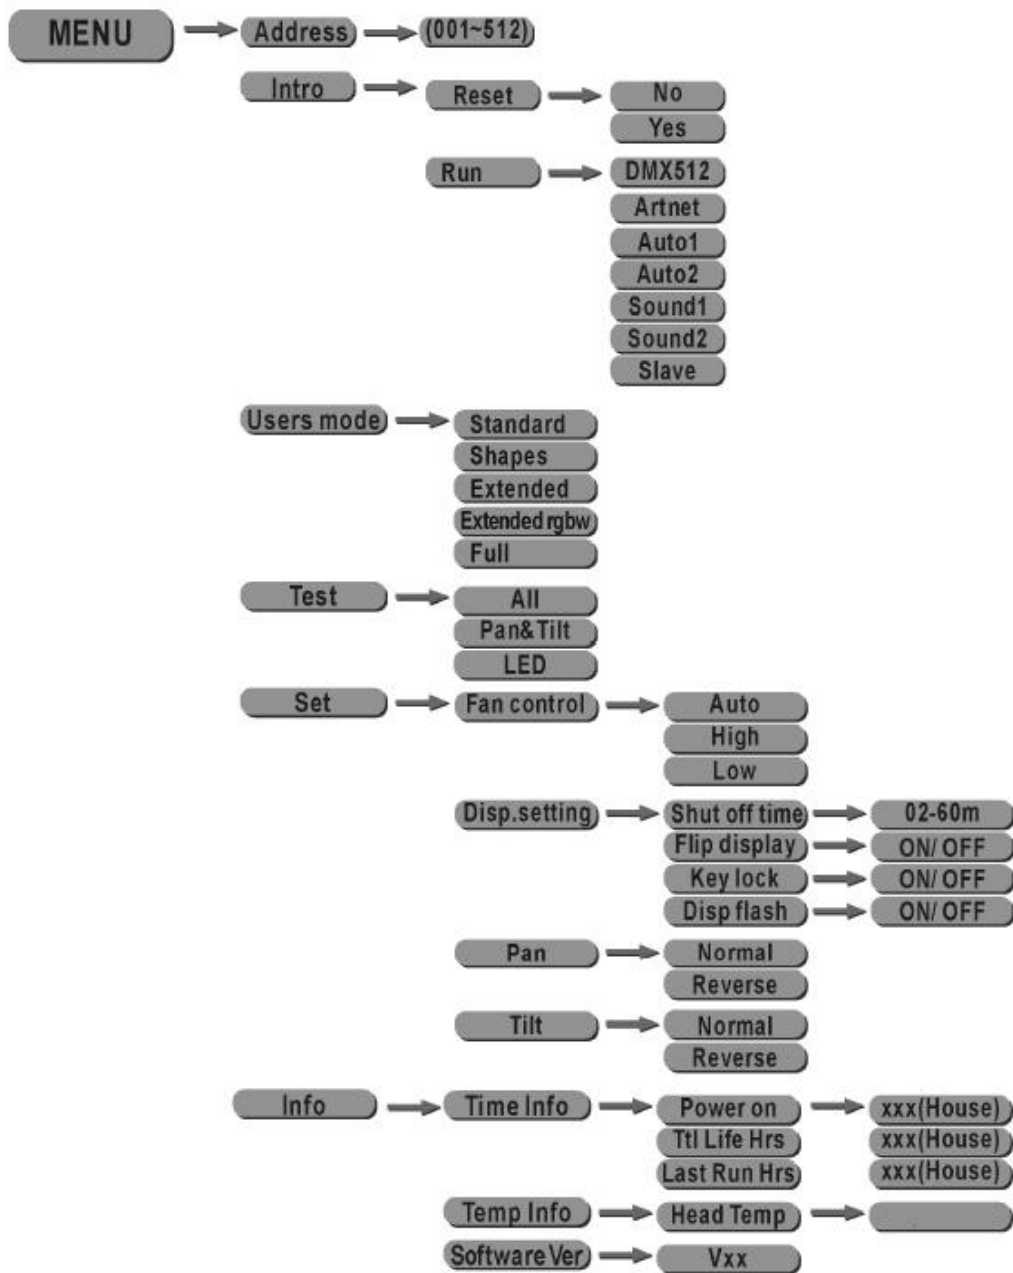 MENU Address (001~512)
Intro Reset No
Yes
Run DMX512
Artnet
Auto1
Auto2
Sound1
Sound2
Slave
Users mode Standard
Shapes
Extended
Extended rgbw
Full
Test All
Pan&Tilt
LED
Set Fan control Auto
High
Low
Disp.setting Shut off time 02-60m
Flip display ON/ OFF
Key lock ON/ OFF
Disp flash ON/ OFF
Pan Normal
Reverse
Tilt Normal
Reverse
Info Time Info Power on xxx(House)
Ttl Life Hrs xxx(House)
Last Run Hrs xxx(House)
Temp Info Head Temp
Software Ver Vxx